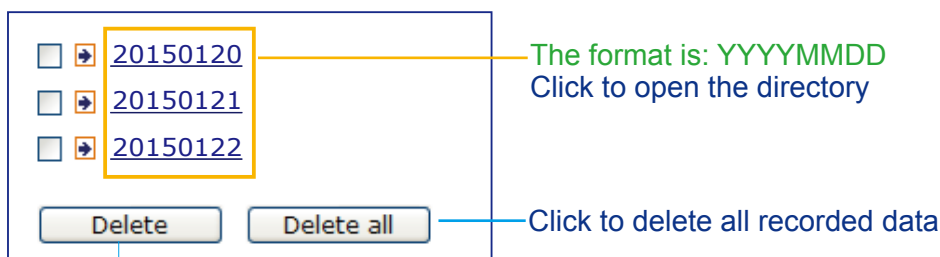 20150120
The format is: YYYYMMDD
Click to open the directory
20150121
20150122
Delete
Delete all
Click to delete all recorded data